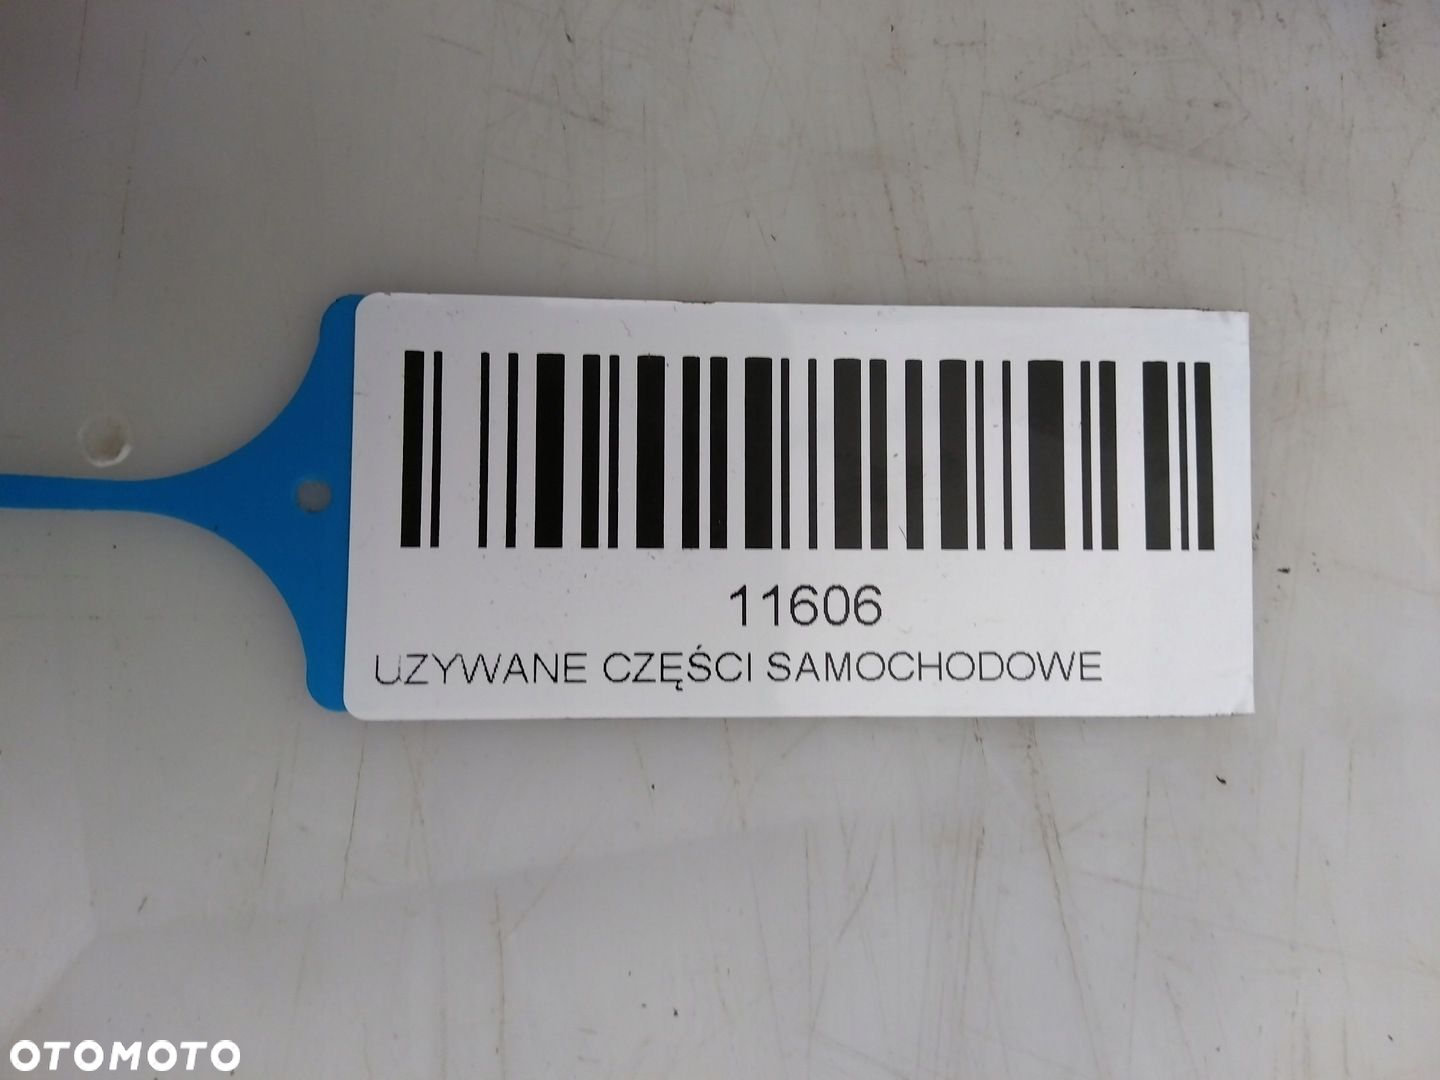 11606
UZYWANE CZĘŚCI SAMOCHODOWE
OTOMOTO